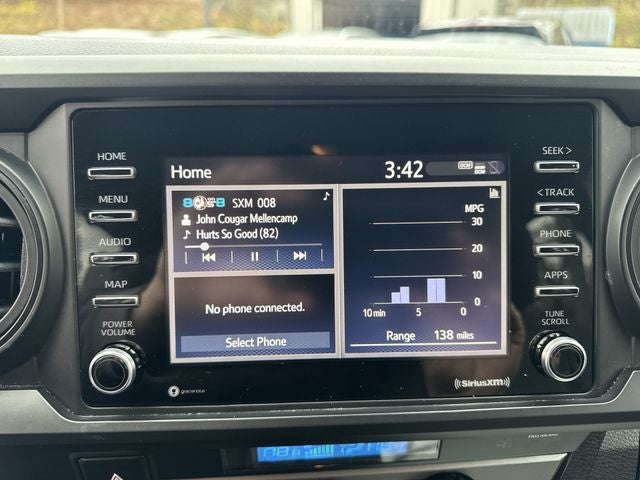 HOME
MENU
AUDIO
MAP
POWER
VOLUME
Home
3:42
DCM
SXM 008
John Cougar Mellencamp
Hurts So Good (82)
No phone connected.
Select Phone
MPG
30
20
10
0
10 min 5 0
Range 138 miles
SEEK >
< TRACK
PHONE
APPS
TUNE
SCROLL
gracenote
SiriusXM